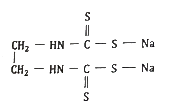 S
||
CH₂ — HN — C — S — Na
|
CH₂ — HN — C — S — Na
||
S